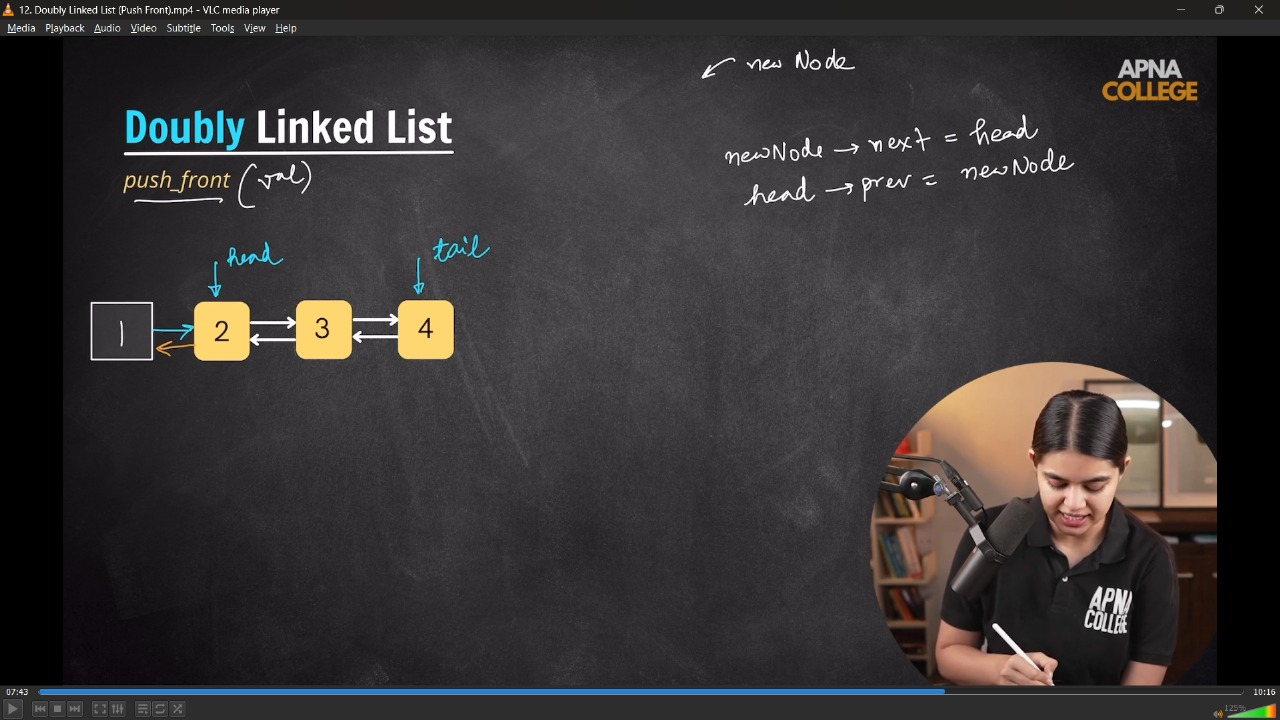 12. Doubly Linked List (Push Front).mp4 - VLC media player
Media Playback Audio Video Subtitle Tools View Help
new Node
APNA
COLLEGE
Doubly Linked List
newNode → next = head
push_front (val)
head → prev = newNode
head
tail
1 2 3 4
APNA
COLLEGE
07:43
10:16
125%